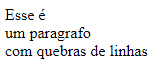 Esse é
um paragrafo
com quebras de linhas